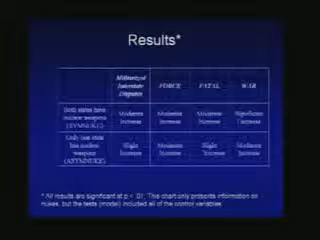 Results*
Militarized
Interstate
Disputes
FORCE
FATAL
WAR
Both states have
nuclear weapons
(SYMNUKE)
Moderate
Increase
Moderate
Increase
Moderate
Increase
Significant
Increase
Only one state
has nuclear
weapons
(ASYMNUKE)
Slight
Increase
Moderate
Increase
Slight
Increase
Moderate
Increase
* All results are significant at p < .01. This chart only presents information on
nukes, but the tests (model) included all of the control variables